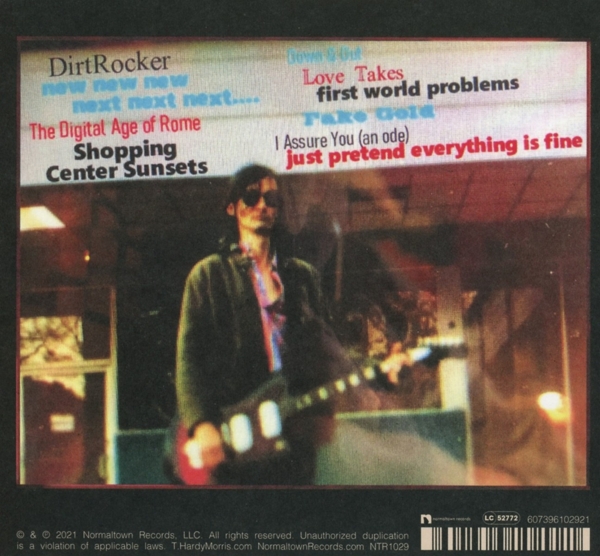 DirtRocker
new new new
next next next....
The Digital Age of Rome
Shopping
Center Sunsets
Down & Out
Love Takes
first world problems
Fake Gold
I Assure You (an ode)
just pretend everything is fine
normaltown records
LC 52772
607396102921
© & ℗ 2021 Normaltown Records, LLC. All rights reserved. Unauthorized duplication
is a violation of applicable laws. T.HardyMorris.com NormaltownRecords.com NTR1029